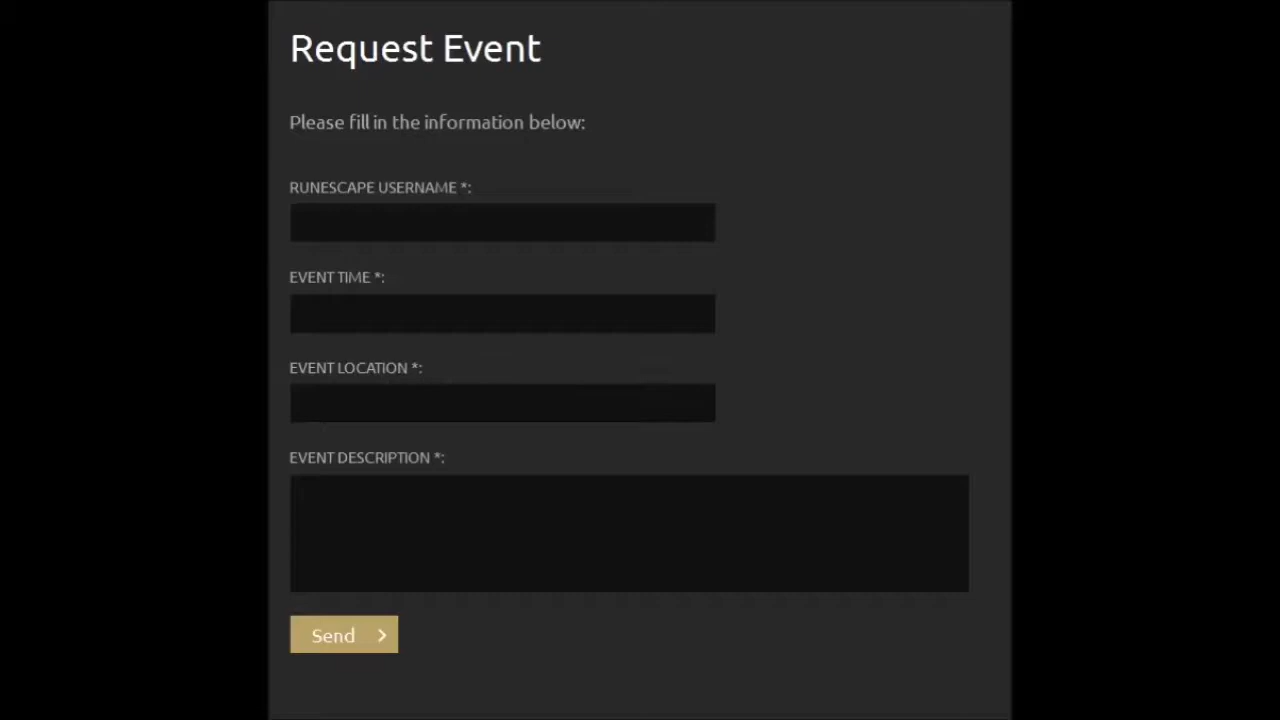 Request Event
Please fill in the information below:
RUNESCAPE USERNAME *:
EVENT TIME *:
EVENT LOCATION *:
EVENT DESCRIPTION *:
Send